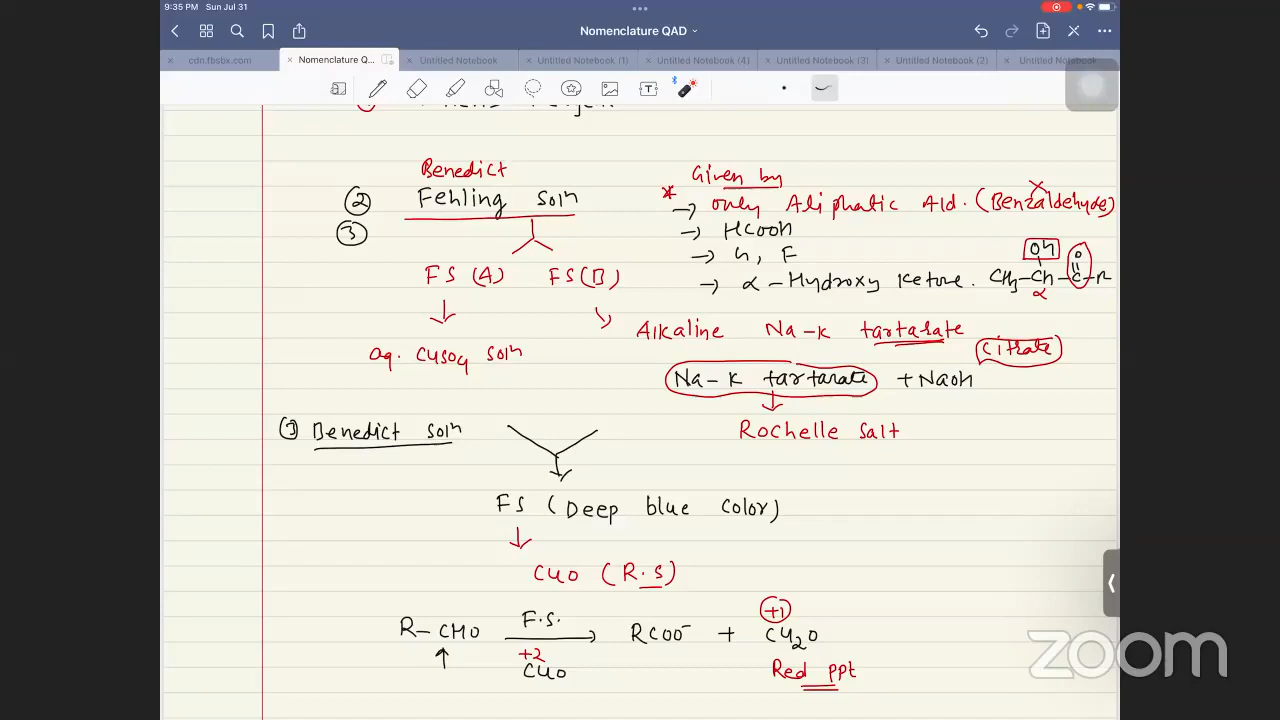 9:35 PM Sun Jul 31
Nomenclature QAD
cdn.fbsbx.com
Nomenclature QA...
Untitled Notebook
Untitled Notebook (1)
Untitled Notebook (4)
Untitled Notebook (3)
Untitled Notebook (2)
Untitled Notebook
Benedict
② Fehling Soln
③
FS (A) FS (B)
aq. CuSO4 soln
Given by
* → only Aliphatic Ald. (Benzaldehyde)
→ HCOOH
→ G, F
→ α - Hydroxy Ketone. CH3-CH-C-R
OH O
α
Alkaline Na-K tartarate
Citrate
Na-K tartarate + NaOH
Rochelle Salt
③ Benedict Soln
FS (Deep blue color)
CuO (R.S)
R-CHO F.S. RCOO- + Cu2O
+2 CuO
+1
Red ppt
zoom